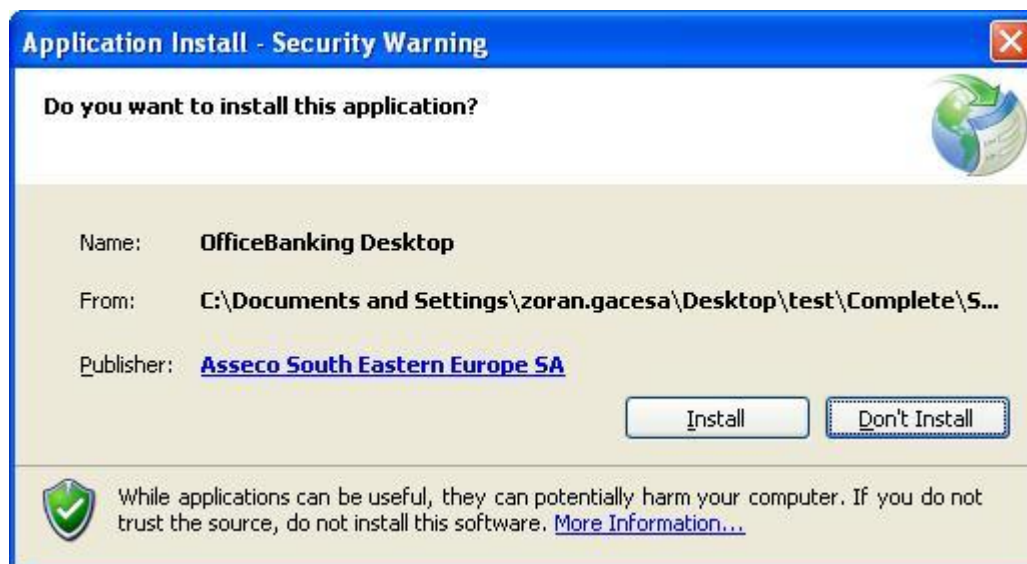 Application Install - Security Warning
Do you want to install this application?
Name: OfficeBanking Desktop
From: C:\Documents and Settings\zoran.gacesa\Desktop\test\Complete\S...
Publisher: Asseco South Eastern Europe SA
Install Don't Install
While applications can be useful, they can potentially harm your computer. If you do not
trust the source, do not install this software. More Information...